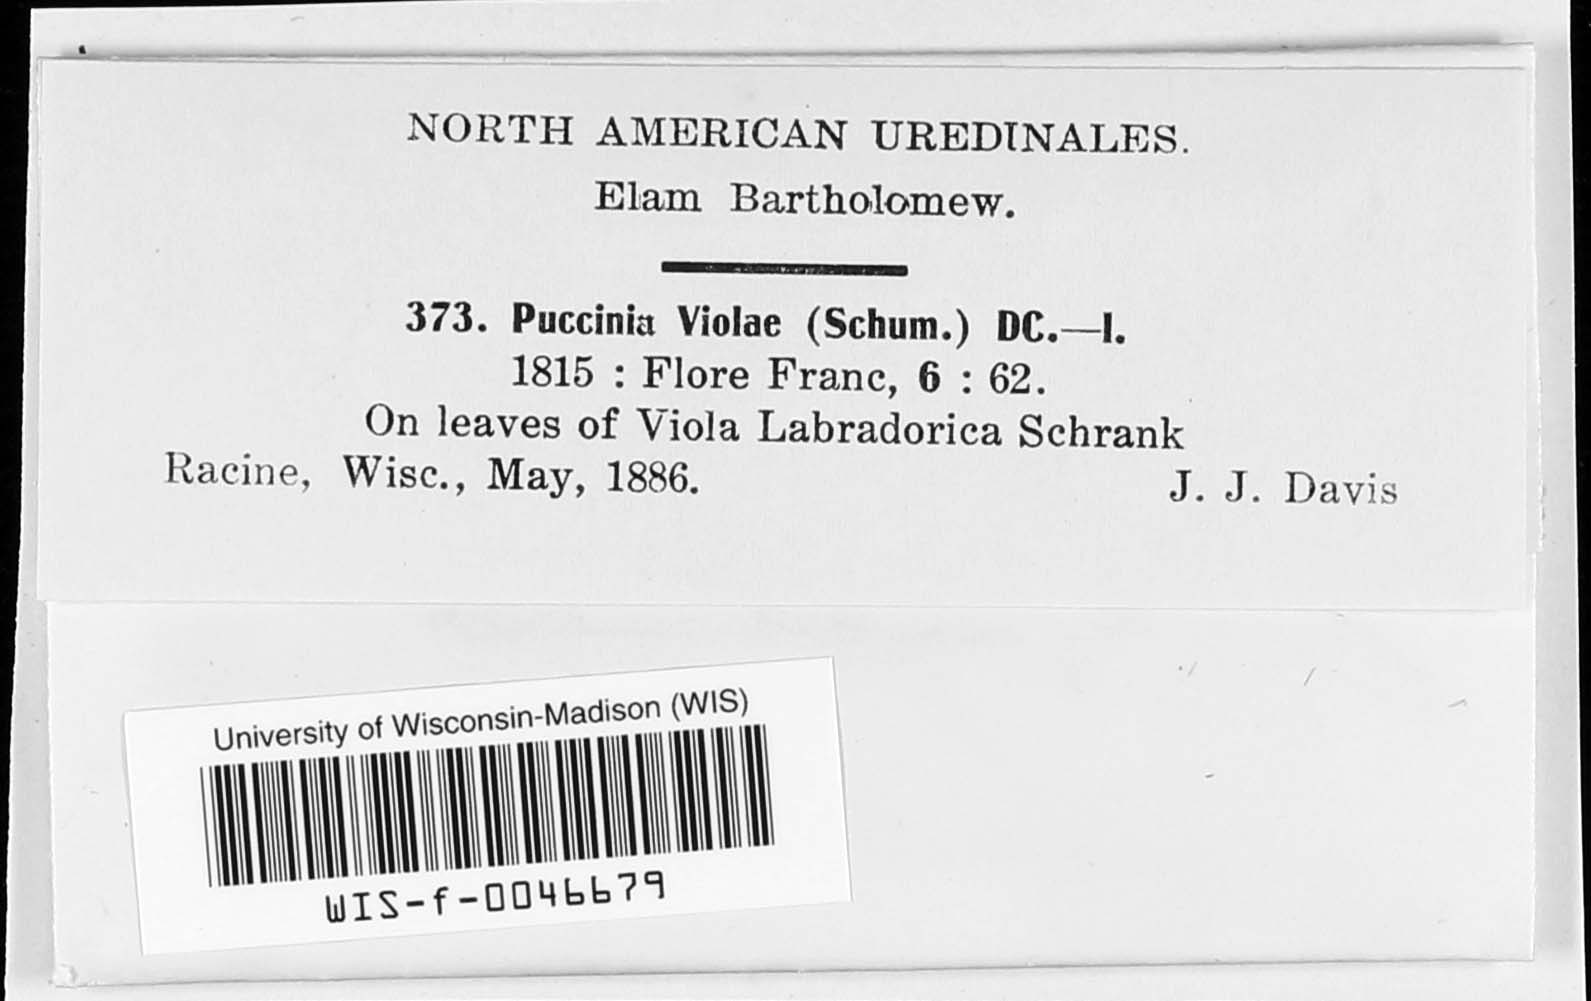 NORTH AMERICAN UREDINALES.
Elam Bartholomew.
373. Puccinia Violae (Schum.) DC.—I.
1815 : Flore Franc, 6 : 62.
On leaves of Viola Labradorica Schrank
Racine, Wisc., May, 1886. J. J. Davis
University of Wisconsin-Madison (WIS)
WIS-f-0046679